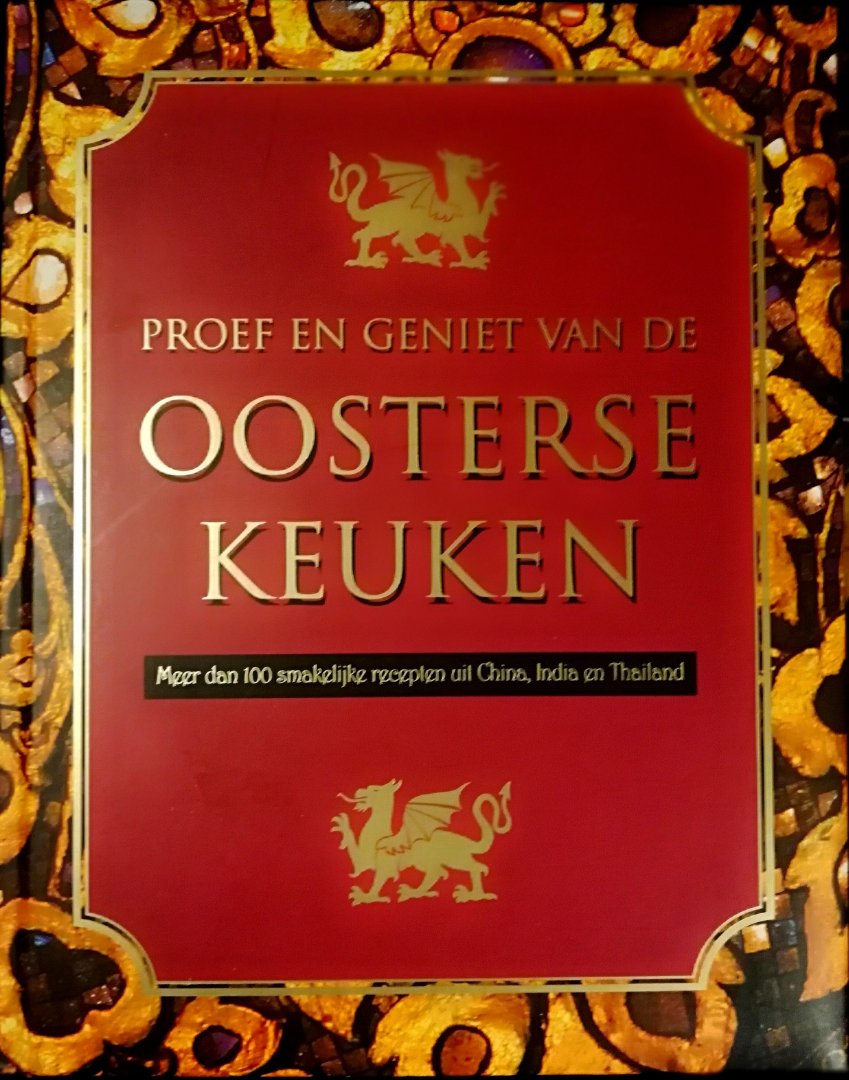 PROEF EN GENIET VAN DE
OOSTERSE
KEUKEN
Meer dan 100 smakelijke recepten uit China, India en Thailand